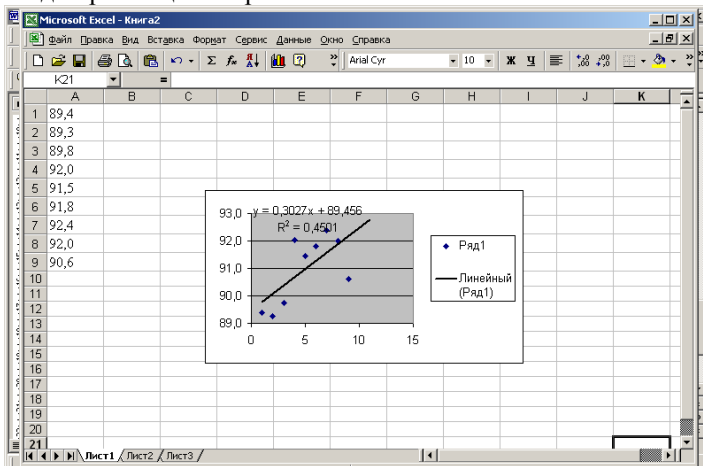 Microsoft Excel - Книга2
Файл Правка Вид Вставка Формат Сервис Данные Окно Справка
Arial Cyr 10 Ж Ч
K21 =
A B C D E F G H I J K
1 89,4
2 89,3
3 89,8
4 92,0
5 91,5
6 91,8
7 92,4
8 92,0
9 90,6
10
11
12
13
14
15
16
17
18
19
20
21
y = 0,3027x + 89,456
R² = 0,4501
93,0
92,0
91,0
90,0
89,0
0 5 10 15
Ряд1
Линейный
(Ряд1)
Лист1 Лист2 Лист3